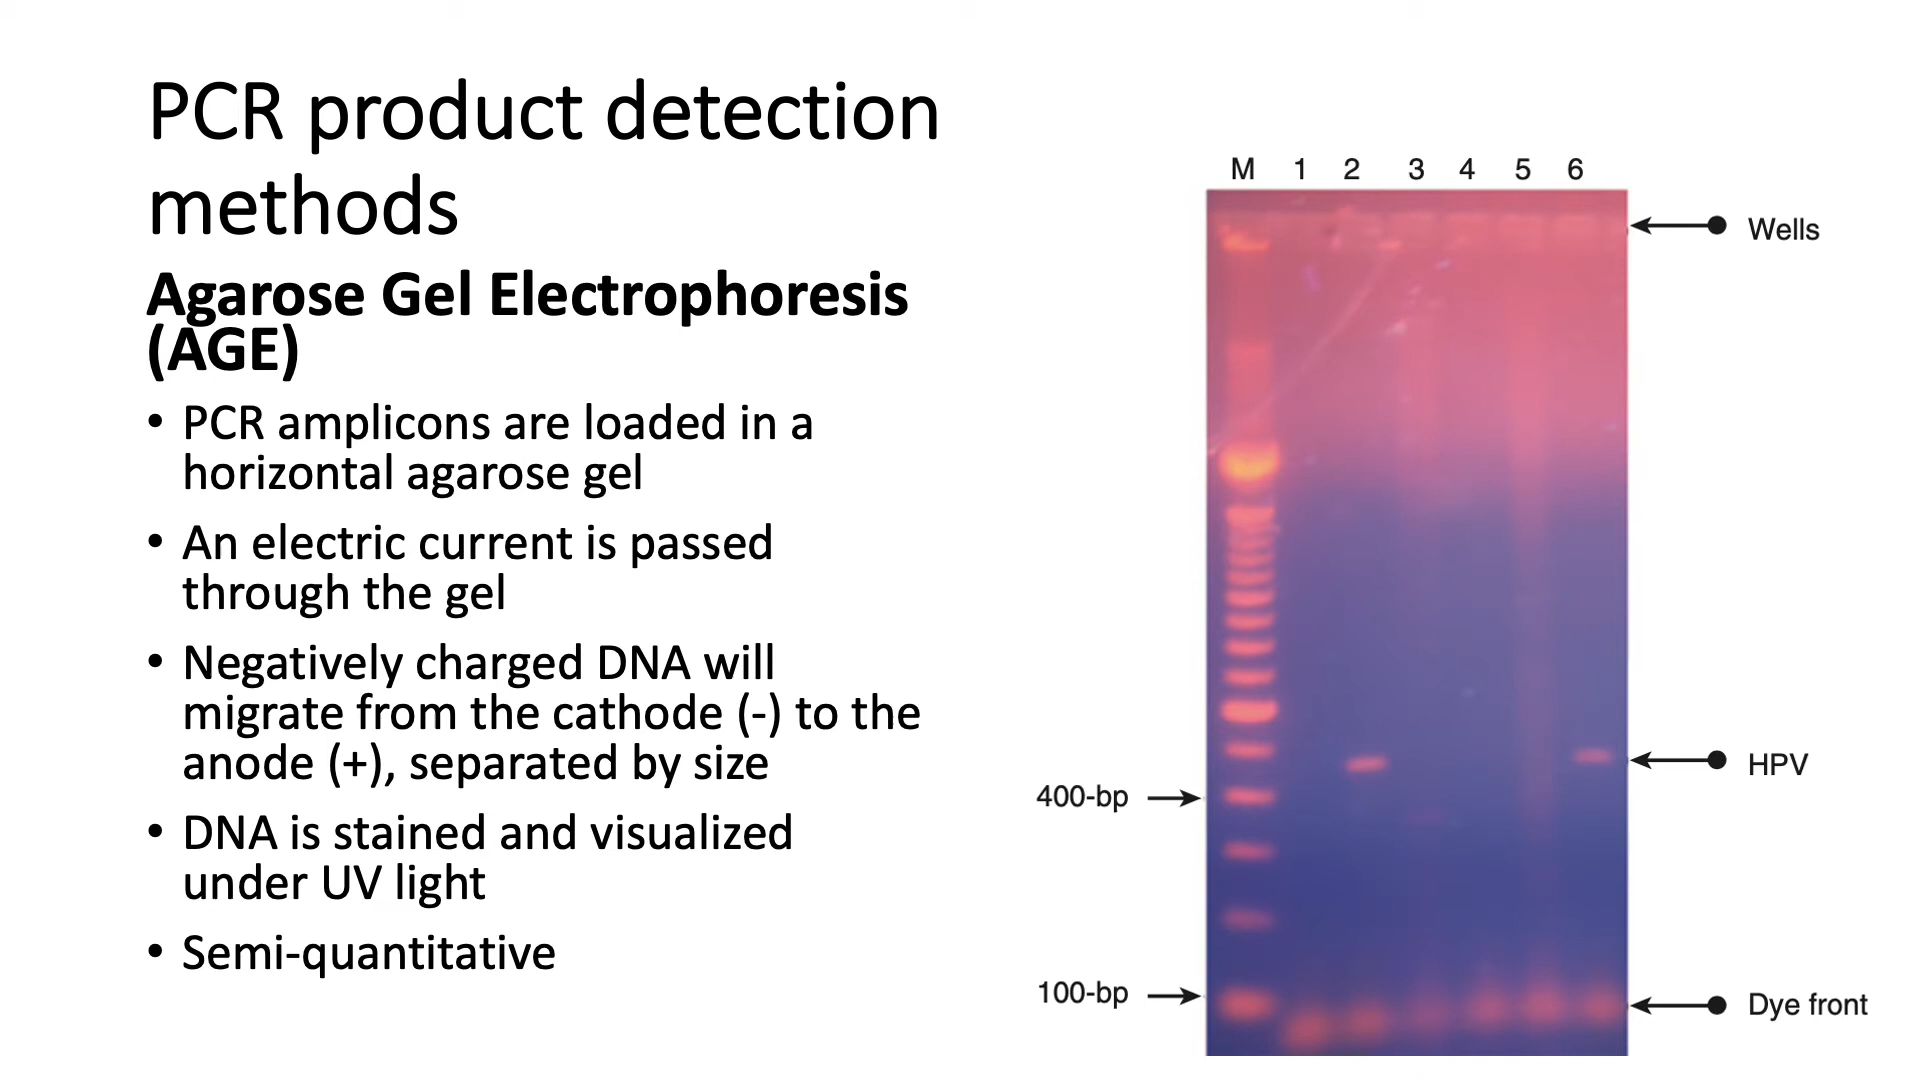 PCR product detection
methods
Agarose Gel Electrophoresis
(AGE)
• PCR amplicons are loaded in a
horizontal agarose gel
• An electric current is passed
through the gel
• Negatively charged DNA will
migrate from the cathode (-) to the
anode (+), separated by size
• DNA is stained and visualized
under UV light
• Semi-quantitative
M 1 2 3 4 5 6
Wells
HPV
400-bp
100-bp
Dye front